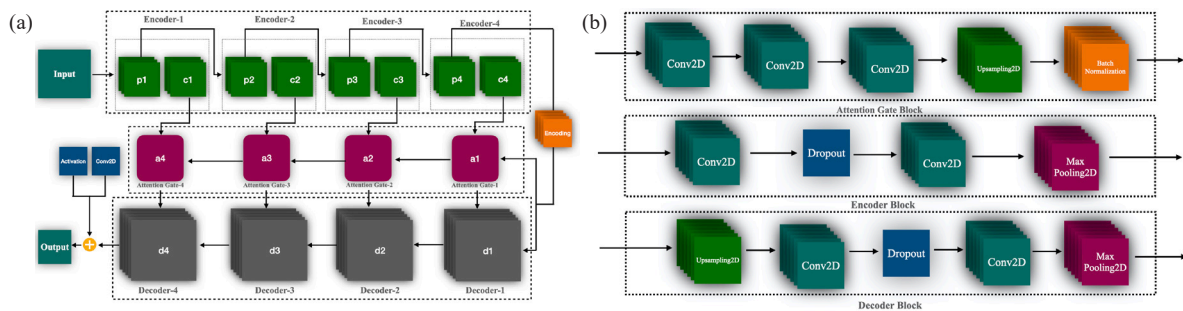 (a)
Encoder-1
Encoder-2
Encoder-3
Encoder-4
Input
p1
c1
p2
c2
p3
c3
p4
c4
Encoding
Activation
Conv2D
a4
a3
a2
a1
Attention Gate-4
Attention Gate-3
Attention Gate-2
Attention Gate-1
Output
+
d4
d3
d2
d1
Decoder-4
Decoder-3
Decoder-2
Decoder-1
(b)
Conv2D
Conv2D
Conv2D
Upsampling2D
Batch
Normalization
Attention Gate Block
Conv2D
Dropout
Conv2D
Max
Pooling2D
Encoder Block
Upsampling2D
Conv2D
Dropout
Conv2D
Max
Pooling2D
Decoder Block